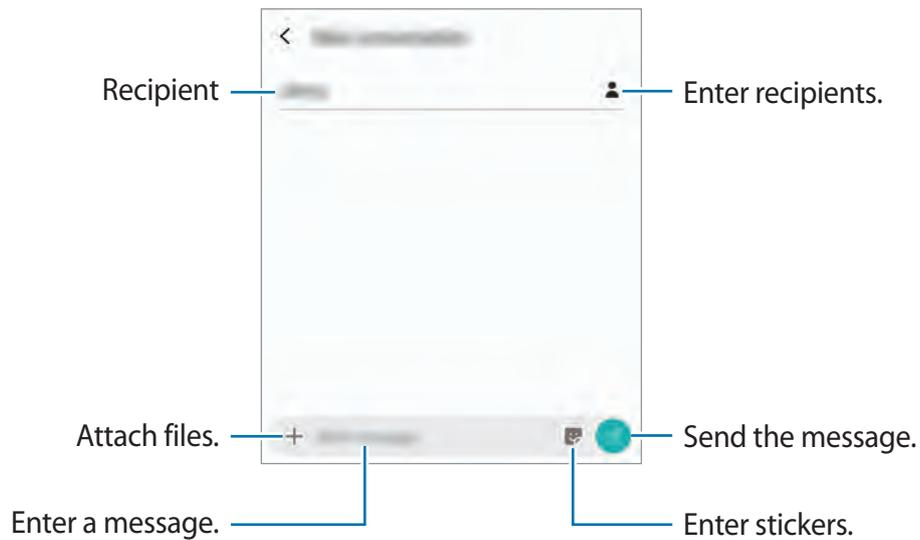 Recipient
Enter recipients.
Attach files.
Send the message.
Enter a message.
Enter stickers.